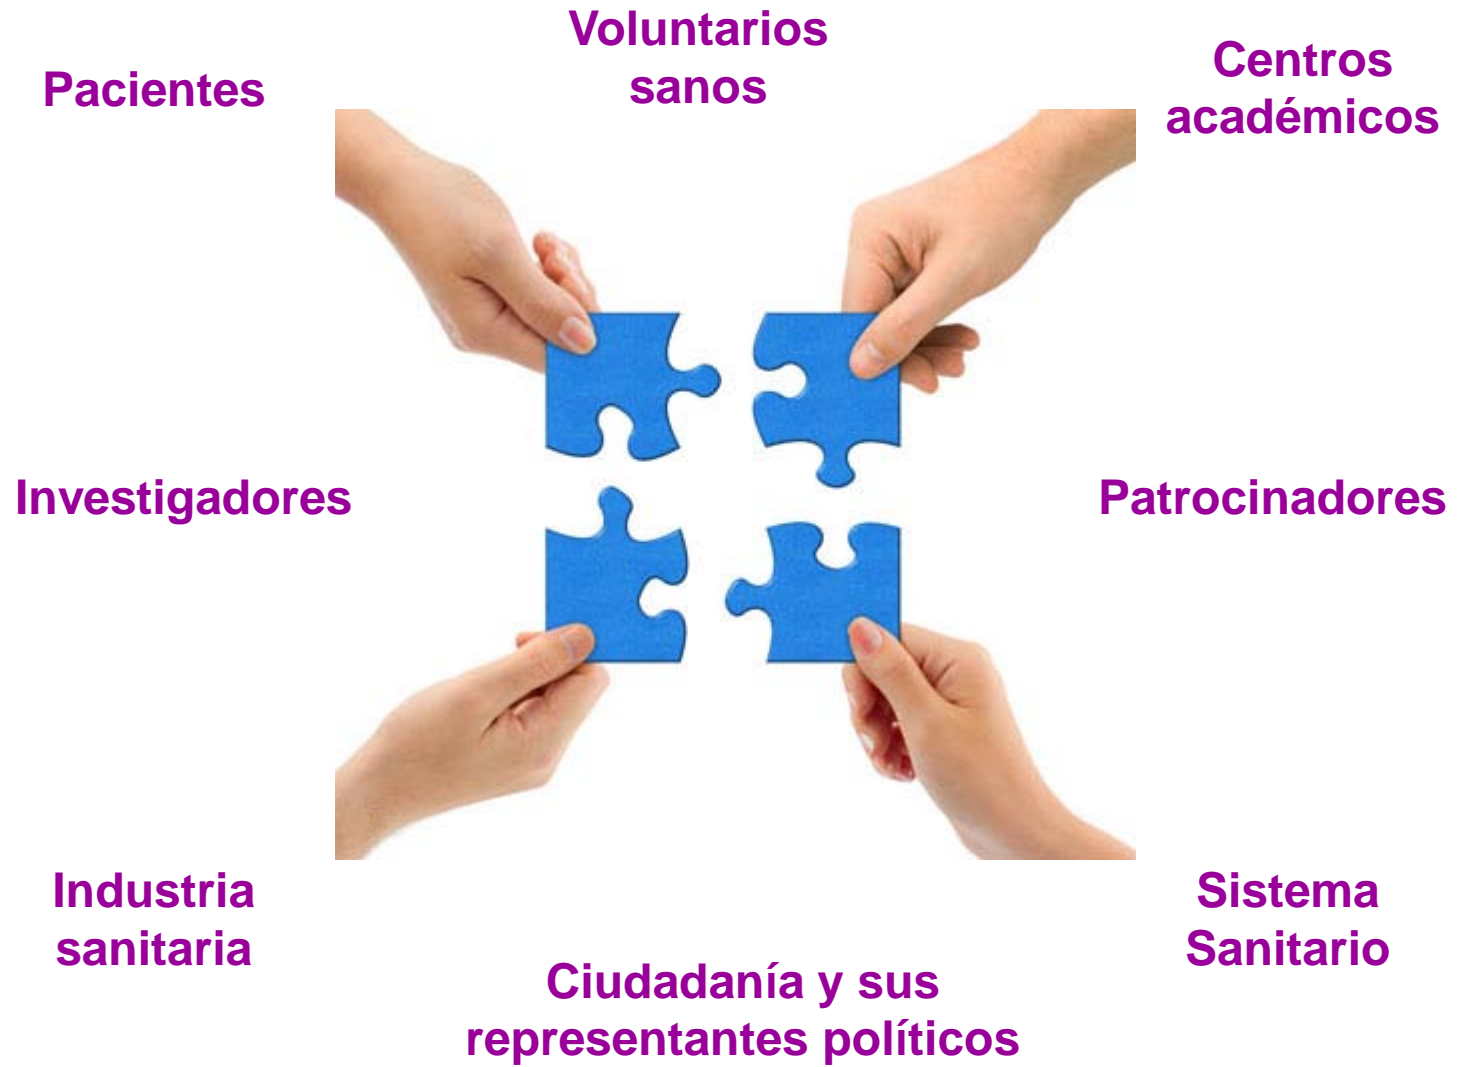 Voluntarios
sanos
Pacientes
Centros
académicos
Investigadores
Patrocinadores
Industria
sanitaria
Sistema
Sanitario
Ciudadanía y sus
representantes políticos